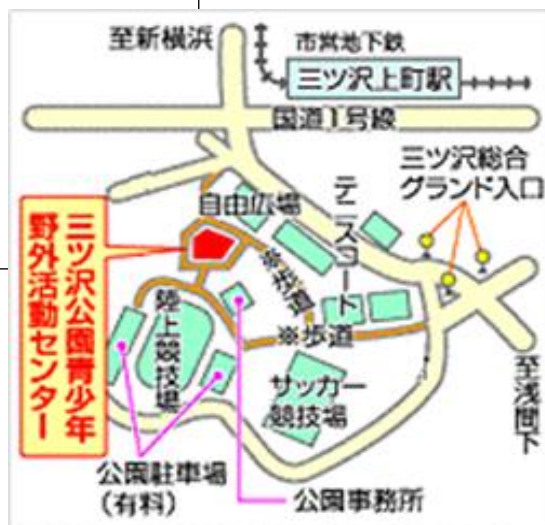 至新横浜
市営地下鉄
三ツ沢上町駅
国道1号線
三ツ沢総合
グランド入口
自由広場
テニスコート
三ツ沢公園青少年
野外活動センター
※歩道
陸上競技場
※歩道
サッカー
競技場
至浅間下
公園駐車場
(有料)
公園事務所